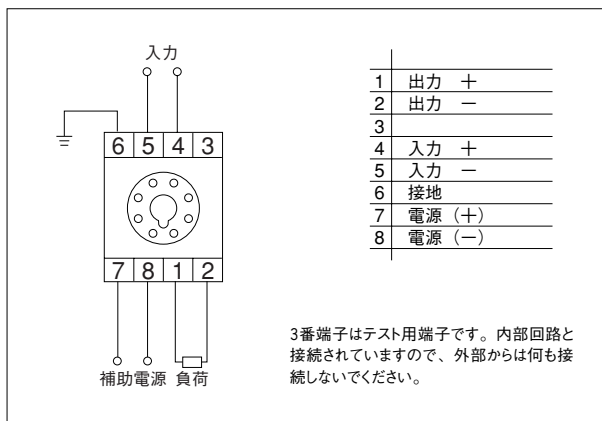 入力
6 5 4 3
7 8 1 2
補助電源 負荷
1 出力 ＋
2 出力 －
3
4 入力 ＋
5 入力 －
6 接地
7 電源（＋）
8 電源（－）
3番端子はテスト用端子です。内部回路と
接続されていますので、外部からは何も接
続しないでください。